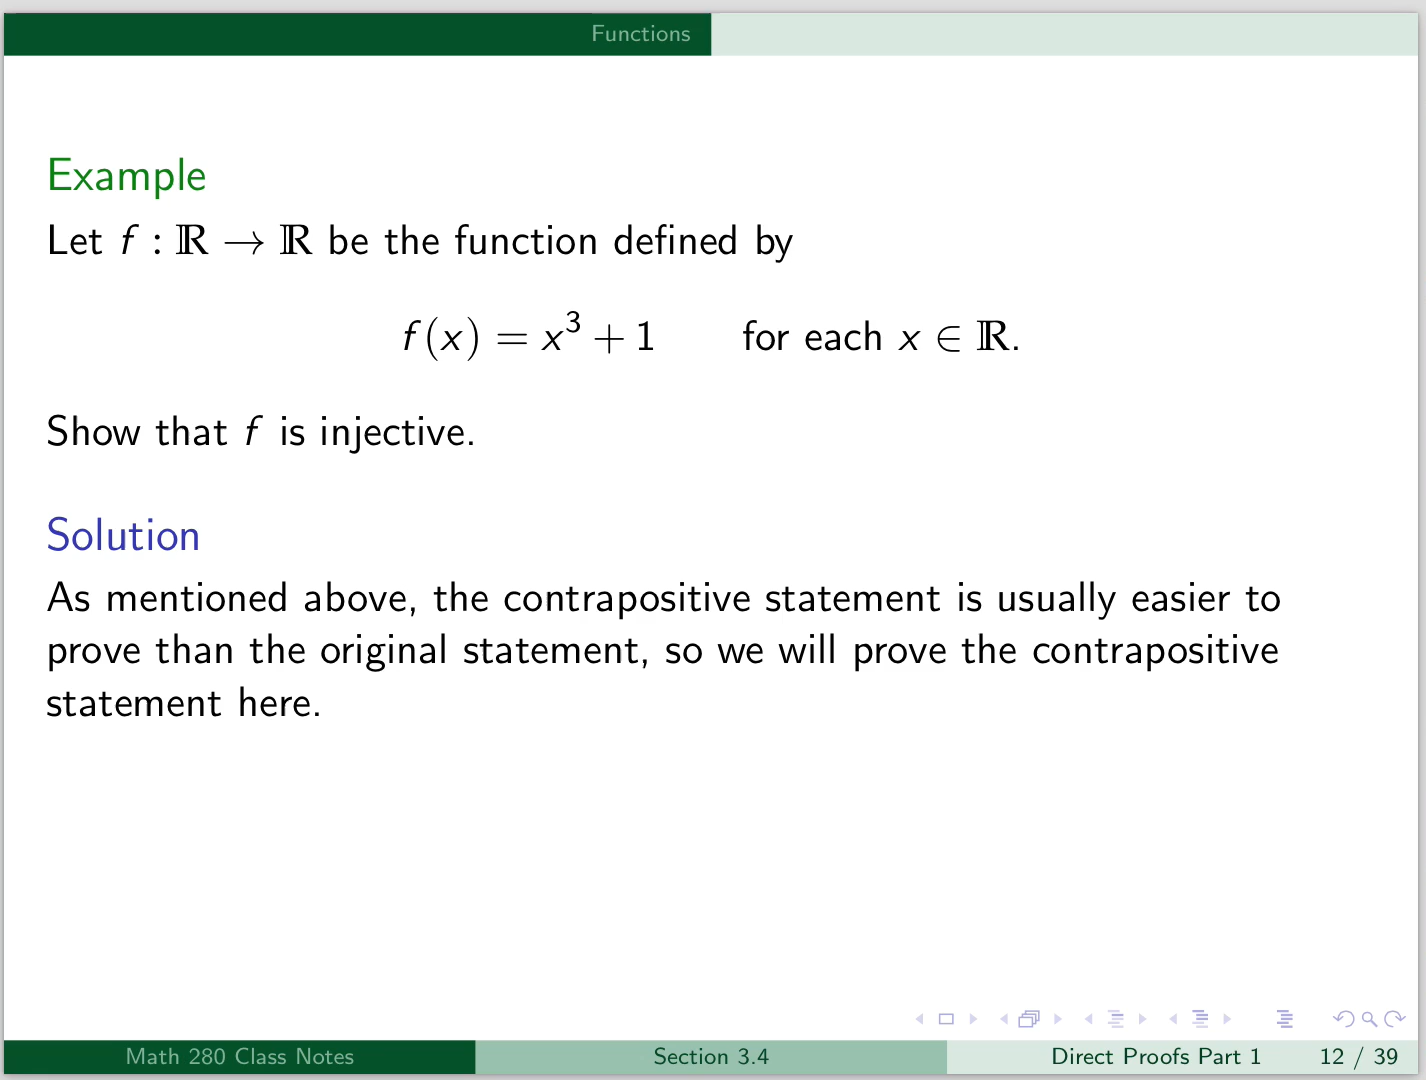 Functions
Example
Let f : ℝ → ℝ be the function defined by
f(x) = x³ + 1 for each x ∈ ℝ.
Show that f is injective.
Solution
As mentioned above, the contrapositive statement is usually easier to
prove than the original statement, so we will prove the contrapositive
statement here.
Math 280 Class Notes Section 3.4 Direct Proofs Part 1 12 / 39